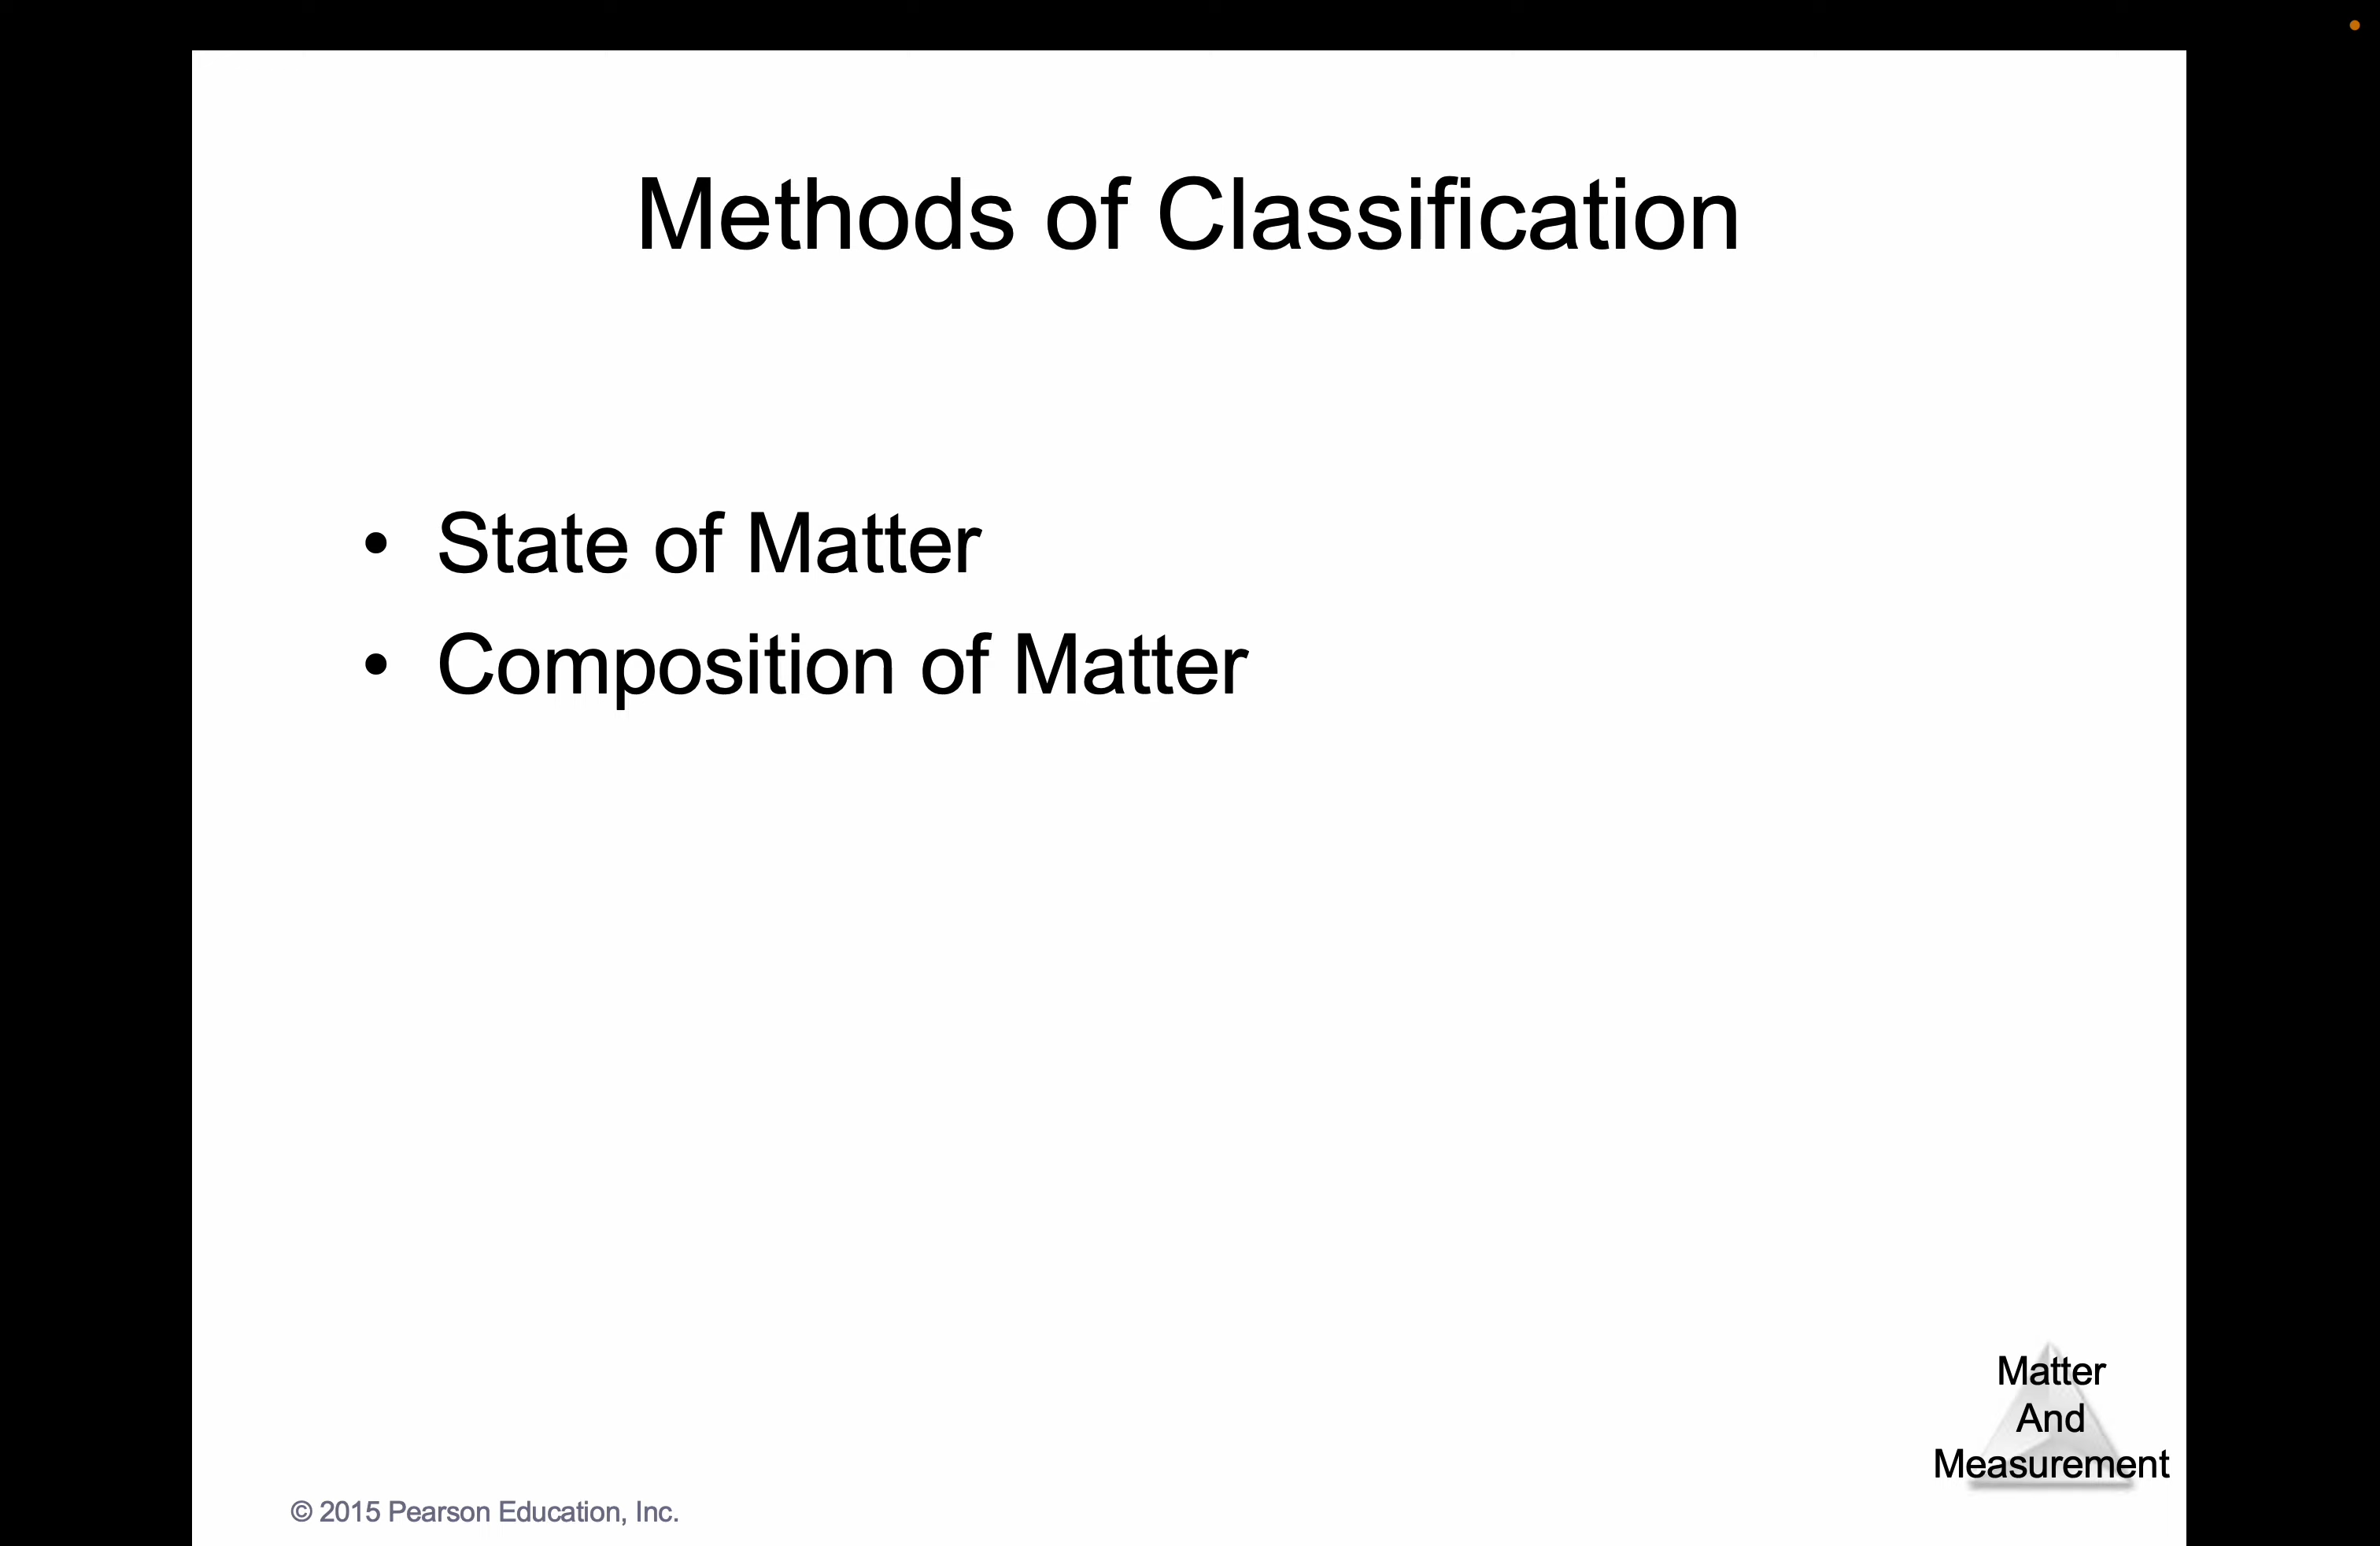 Methods of Classification
• State of Matter
• Composition of Matter
Matter
And
Measurement
© 2015 Pearson Education, Inc.